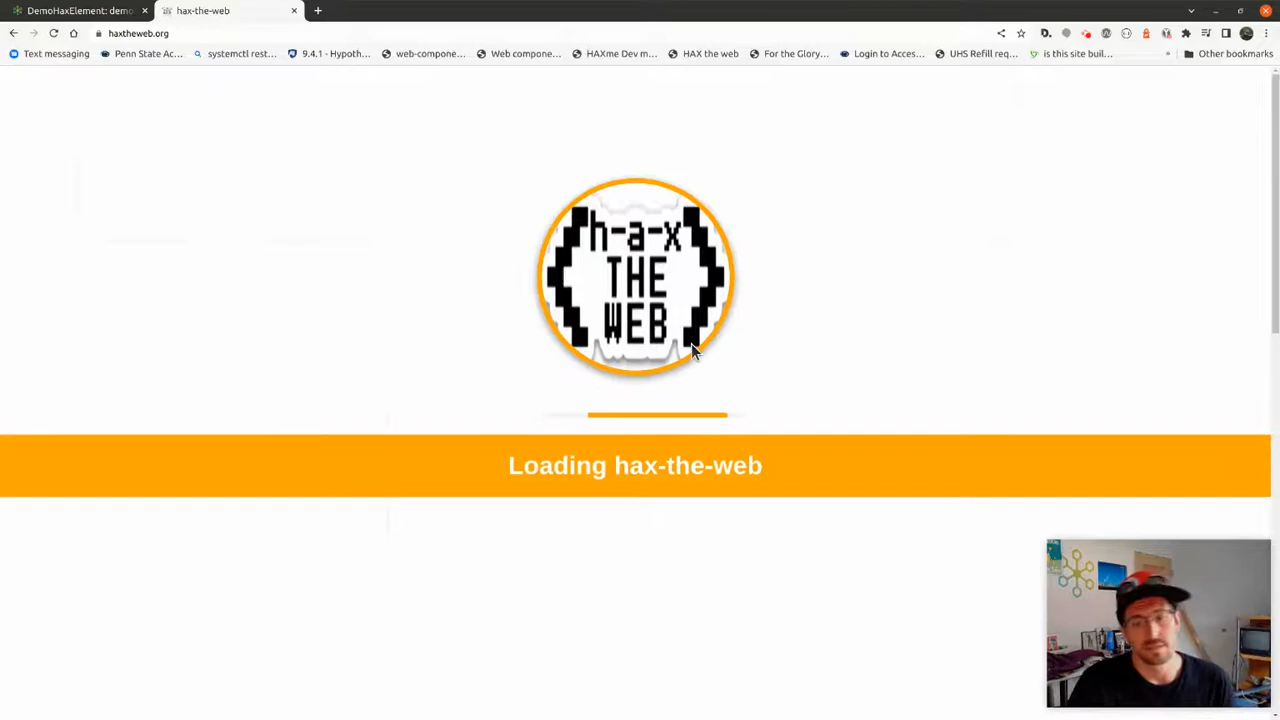 DemoHaxElement: demo
hax-the-web
haxtheweb.org
Text messaging
Penn State Ac...
systemctl rest...
9.4.1 - Hypoth...
web-compone...
Web compone...
HAXme Dev m...
HAX the web
For the Glory...
Login to Acces...
UHS Refill req...
is this site buil...
Other bookmarks
h-a-x
THE
WEB
Loading hax-the-web